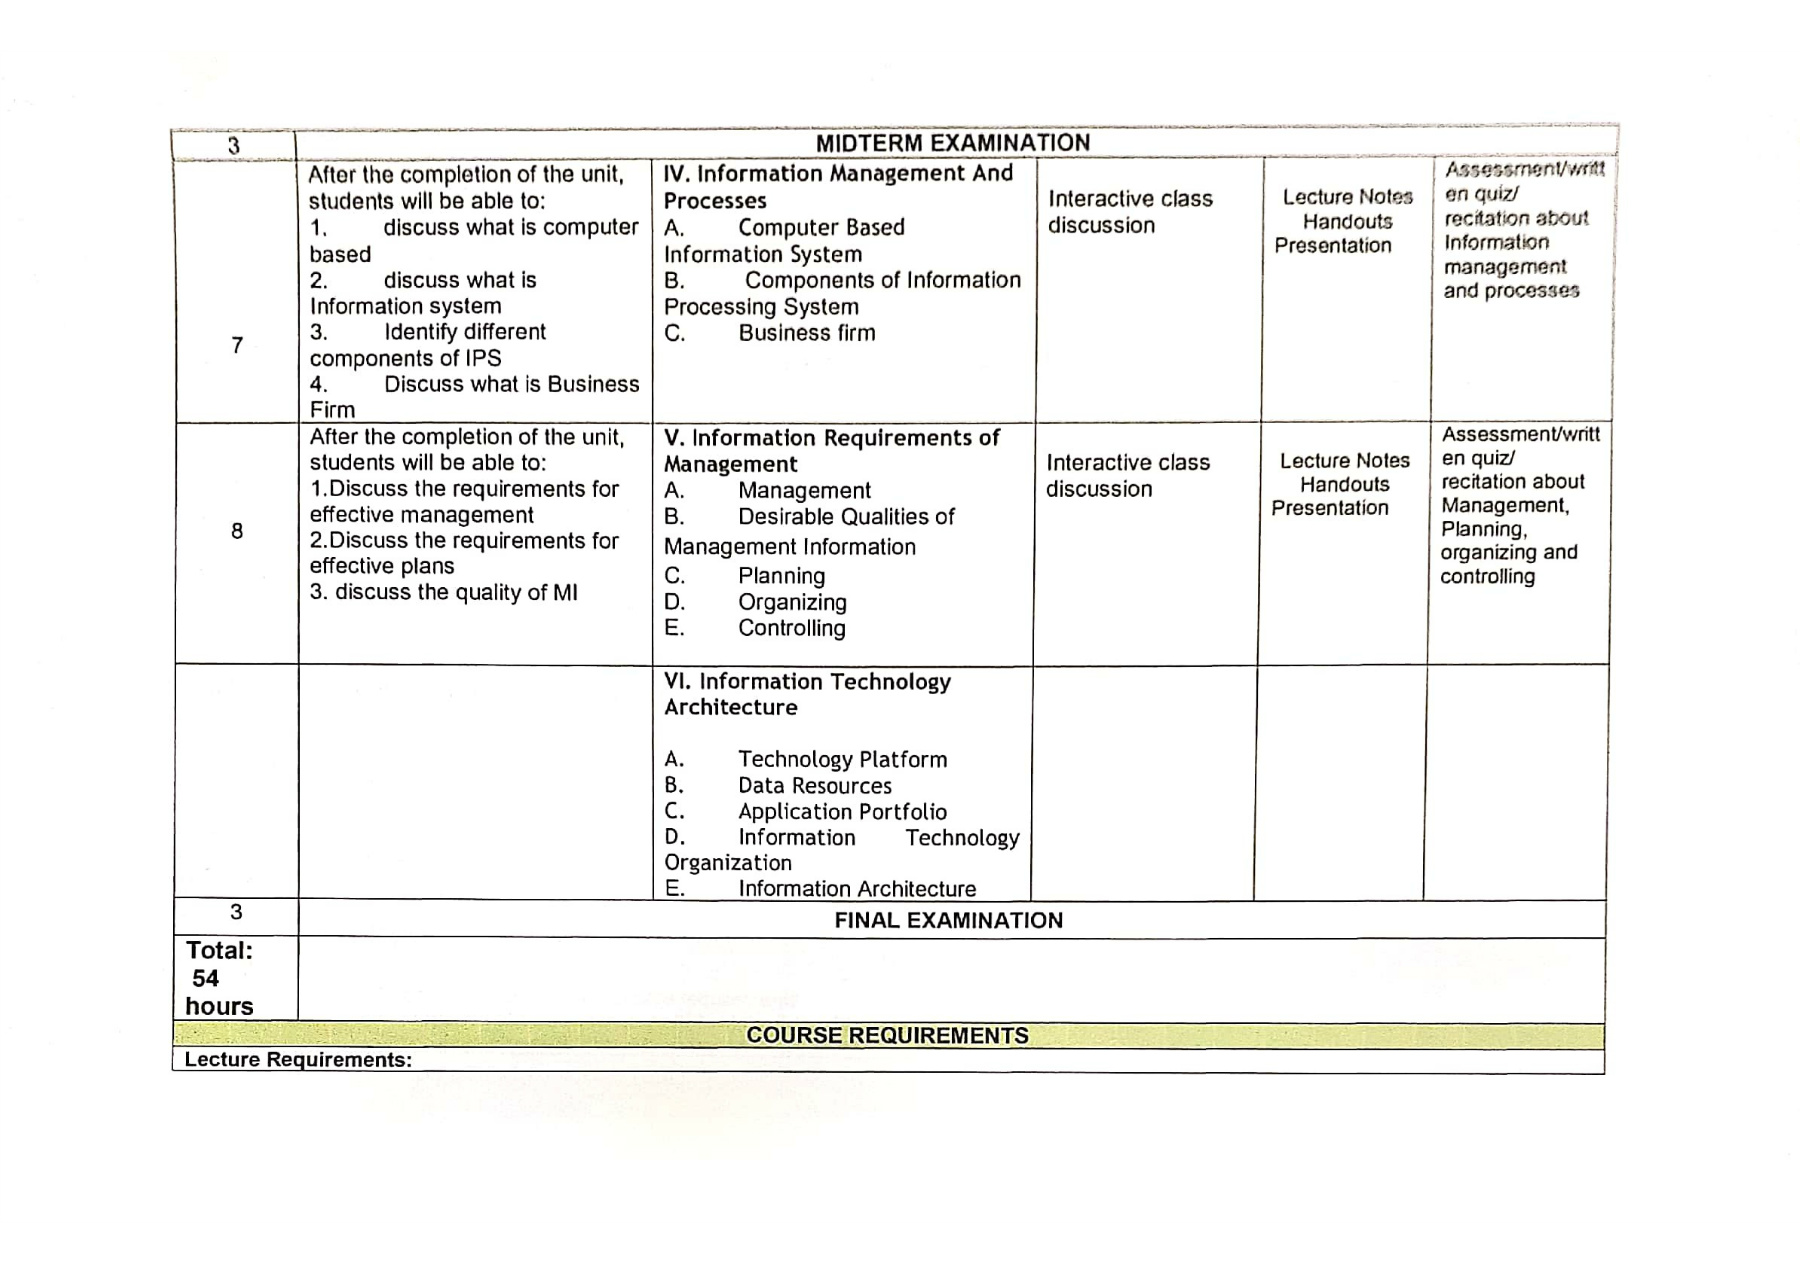 3
MIDTERM EXAMINATION
7
After the completion of the unit,
students will be able to:
1. discuss what is computer
based
2. discuss what is
Information system
3. Identify different
components of IPS
4. Discuss what is Business
Firm
IV. Information Management And
Processes
A. Computer Based
Information System
B. Components of Information
Processing System
C. Business firm
Interactive class
discussion
Lecture Notes
Handouts
Presentation
Assessment/writt
en quiz/
recitation about
Information
management
and processes
8
After the completion of the unit,
students will be able to:
1.Discuss the requirements for
effective management
2.Discuss the requirements for
effective plans
3. discuss the quality of MI
V. Information Requirements of
Management
A. Management
B. Desirable Qualities of
Management Information
C. Planning
D. Organizing
E. Controlling
Interactive class
discussion
Lecture Notes
Handouts
Presentation
Assessment/writt
en quiz/
recitation about
Management,
Planning,
organizing and
controlling
VI. Information Technology
Architecture
A. Technology Platform
B. Data Resources
C. Application Portfolio
D. Information Technology
Organization
E. Information Architecture
3
FINAL EXAMINATION
Total:
54
hours
COURSE REQUIREMENTS
Lecture Requirements: